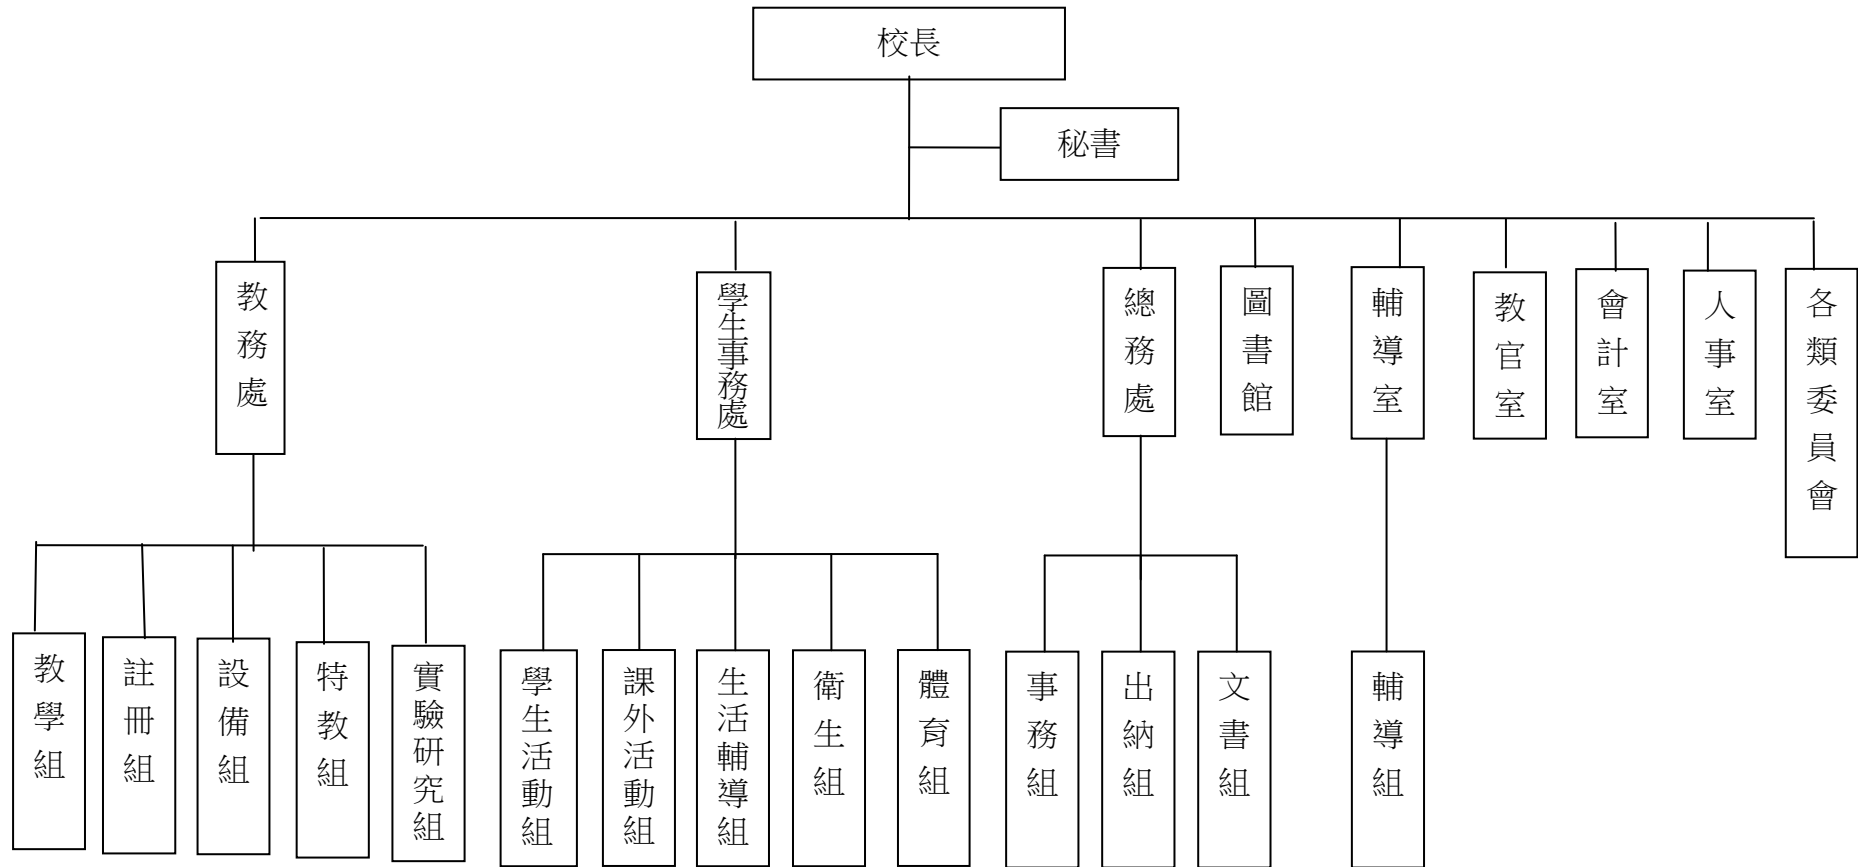 校長
秘書
教務處
學生事務處
總務處
圖書館
輔導室
教官室
會計室
人事室
各類委員會
教學組
註冊組
設備組
特教組
實驗研究組
學生活動組
課外活動組
生活輔導組
衛生組
體育組
事務組
出納組
文書組
輔導組